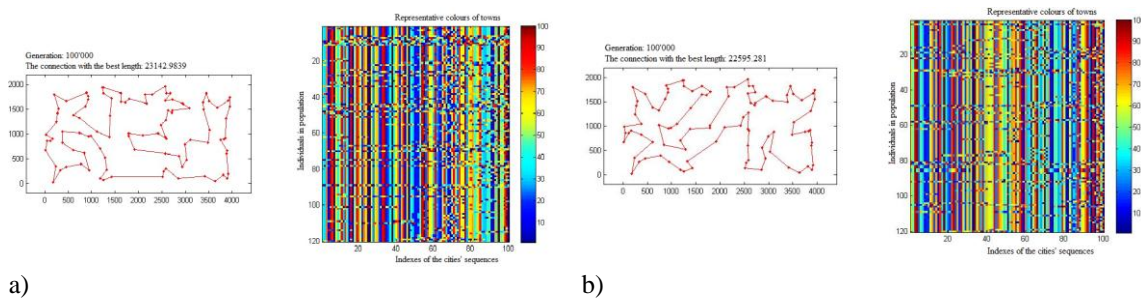 Generation: 100'000
The connection with the best length: 23142.9839
2000
1500
1000
500
0
0 500 1000 1500 2000 2500 3000 3500 4000
Representative colours of towns
Individuals in population
20
40
60
80
100
120
20 40 60 80 100
Indexes of the cities' sequences
100
90
80
70
60
50
40
30
20
10
a)
Generation: 100'000
The connection with the best length: 22595.281
2000
1500
1000
500
0
0 500 1000 1500 2000 2500 3000 3500 4000
Representative colours of towns
Individuals in population
20
40
60
80
100
120
20 40 60 80 100
Indexes of the cities' sequences
100
90
80
70
60
50
40
30
20
10
b)